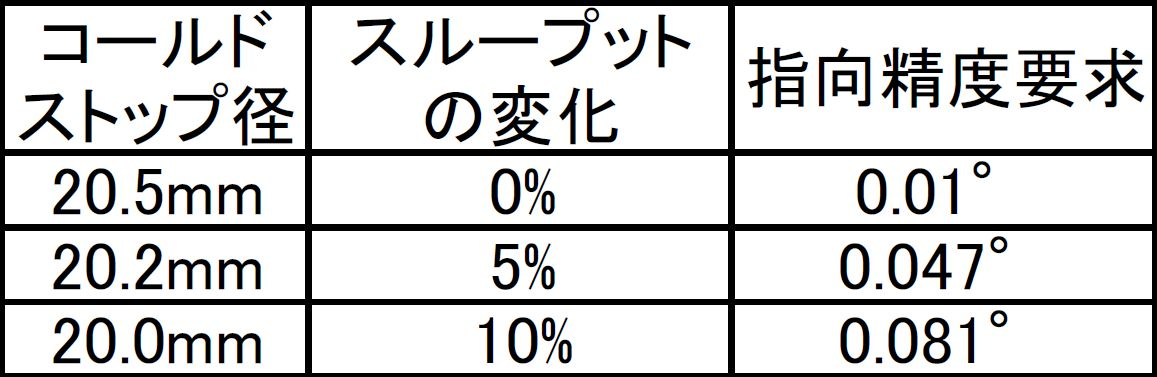 コールド
ストップ径
スループット
の変化
指向精度要求
20.5mm
0%
0.01°
20.2mm
5%
0.047°
20.0mm
10%
0.081°